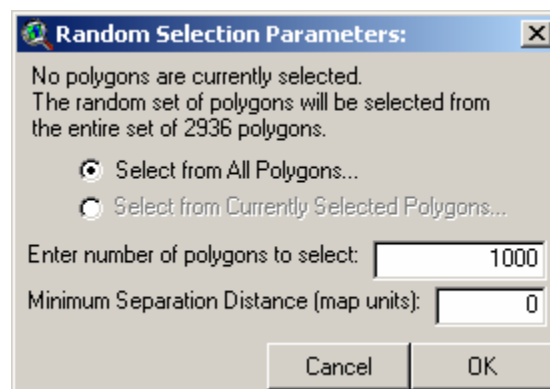 Random Selection Parameters:
No polygons are currently selected.
The random set of polygons will be selected from
the entire set of 2936 polygons.
Select from All Polygons...
Select from Currently Selected Polygons...
Enter number of polygons to select: 1000
Minimum Separation Distance (map units): 0
Cancel OK